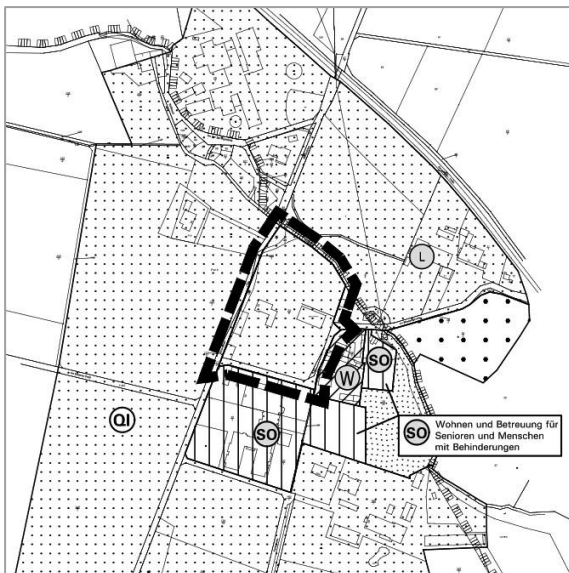 L
SO
W
QI
SO
SO
Wohnen und Betreuung für
Senioren und Menschen
mit Behinderungen